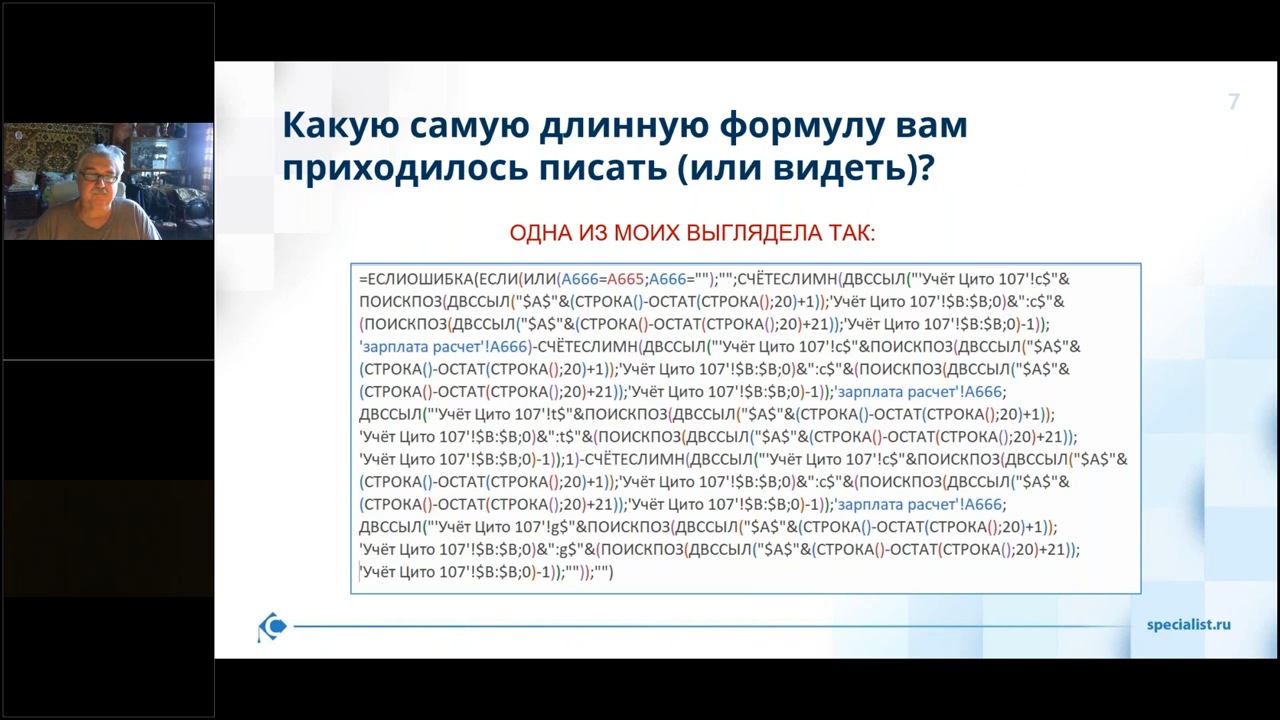 7
Какую самую длинную формулу вам
приходилось писать (или видеть)?
ОДНА ИЗ МОИХ ВЫГЛЯДЕЛА ТАК:
=ЕСЛИОШИБКА(ЕСЛИ(ИЛИ(A666=A665;A666="");"";СЧЁТЕСЛИМН(ДВССЫЛ("'Учёт Цито 107'!c$"&
ПОИСКПОЗ(ДВССЫЛ("$A$"&(СТРОКА()-ОСТАТ(СТРОКА();20)+1));'Учёт Цито 107'!$B:$B;0)&":c$"&
(ПОИСКПОЗ(ДВССЫЛ("$A$"&(СТРОКА()-ОСТАТ(СТРОКА();20)+21));'Учёт Цито 107'!$B:$B;0)-1));
'зарплата расчет'!A666)-СЧЁТЕСЛИМН(ДВССЫЛ("'Учёт Цито 107'!c$"&ПОИСКПОЗ(ДВССЫЛ("$A$"&
(СТРОКА()-ОСТАТ(СТРОКА();20)+1));'Учёт Цито 107'!$B:$B;0)&":c$"&(ПОИСКПОЗ(ДВССЫЛ("$A$"&
(СТРОКА()-ОСТАТ(СТРОКА();20)+21));'Учёт Цито 107'!$B:$B;0)-1));'зарплата расчет'!A666;
ДВССЫЛ("'Учёт Цито 107'!t$"&ПОИСКПОЗ(ДВССЫЛ("$A$"&(СТРОКА()-ОСТАТ(СТРОКА();20)+1));
'Учёт Цито 107'!$B:$B;0)&":t$"&(ПОИСКПОЗ(ДВССЫЛ("$A$"&(СТРОКА()-ОСТАТ(СТРОКА();20)+21));
'Учёт Цито 107'!$B:$B;0)-1));1)-СЧЁТЕСЛИМН(ДВССЫЛ("'Учёт Цито 107'!c$"&ПОИСКПОЗ(ДВССЫЛ("$A$"&
(СТРОКА()-ОСТАТ(СТРОКА();20)+1));'Учёт Цито 107'!$B:$B;0)&":c$"&(ПОИСКПОЗ(ДВССЫЛ("$A$"&
(СТРОКА()-ОСТАТ(СТРОКА();20)+21));'Учёт Цито 107'!$B:$B;0)-1));'зарплата расчет'!A666;
ДВССЫЛ("'Учёт Цито 107'!g$"&ПОИСКПОЗ(ДВССЫЛ("$A$"&(СТРОКА()-ОСТАТ(СТРОКА();20)+1));
'Учёт Цито 107'!$B:$B;0)&":g$"&(ПОИСКПОЗ(ДВССЫЛ("$A$"&(СТРОКА()-ОСТАТ(СТРОКА();20)+21));
'Учёт Цито 107'!$B:$B;0)-1));""));"")
specialist.ru